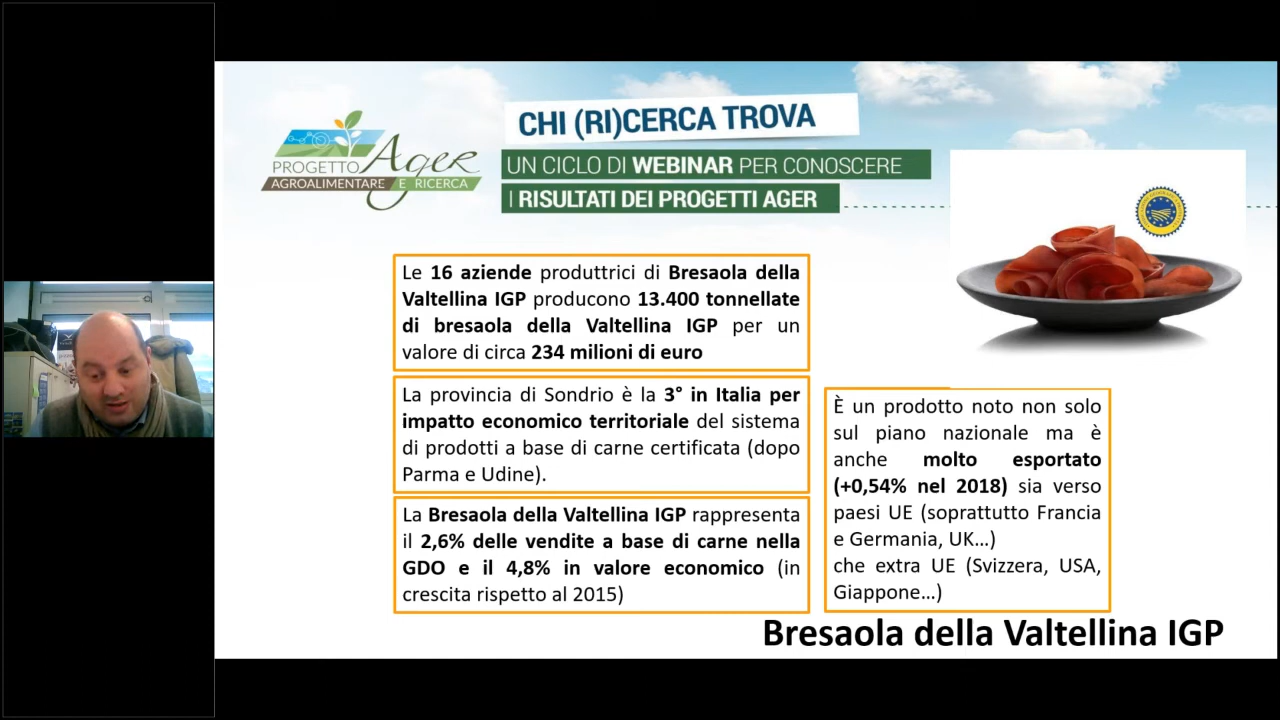 CHI (RI)CERCA TROVA
PROGETTO Ager
AGROALIMENTARE E RICERCA
UN CICLO DI WEBINAR PER CONOSCERE
I RISULTATI DEI PROGETTI AGER
Le 16 aziende produttrici di Bresaola della
Valtellina IGP producono 13.400 tonnellate
di bresaola della Valtellina IGP per un
valore di circa 234 milioni di euro
La provincia di Sondrio è la 3° in Italia per
impatto economico territoriale del sistema
di prodotti a base di carne certificata (dopo
Parma e Udine).
La Bresaola della Valtellina IGP rappresenta
il 2,6% delle vendite a base di carne nella
GDO e il 4,8% in valore economico (in
crescita rispetto al 2015)
È un prodotto noto non solo
sul piano nazionale ma è
anche molto esportato
(+0,54% nel 2018) sia verso
paesi UE (soprattutto Francia
e Germania, UK…)
che extra UE (Svizzera, USA,
Giappone…)
Bresaola della Valtellina IGP